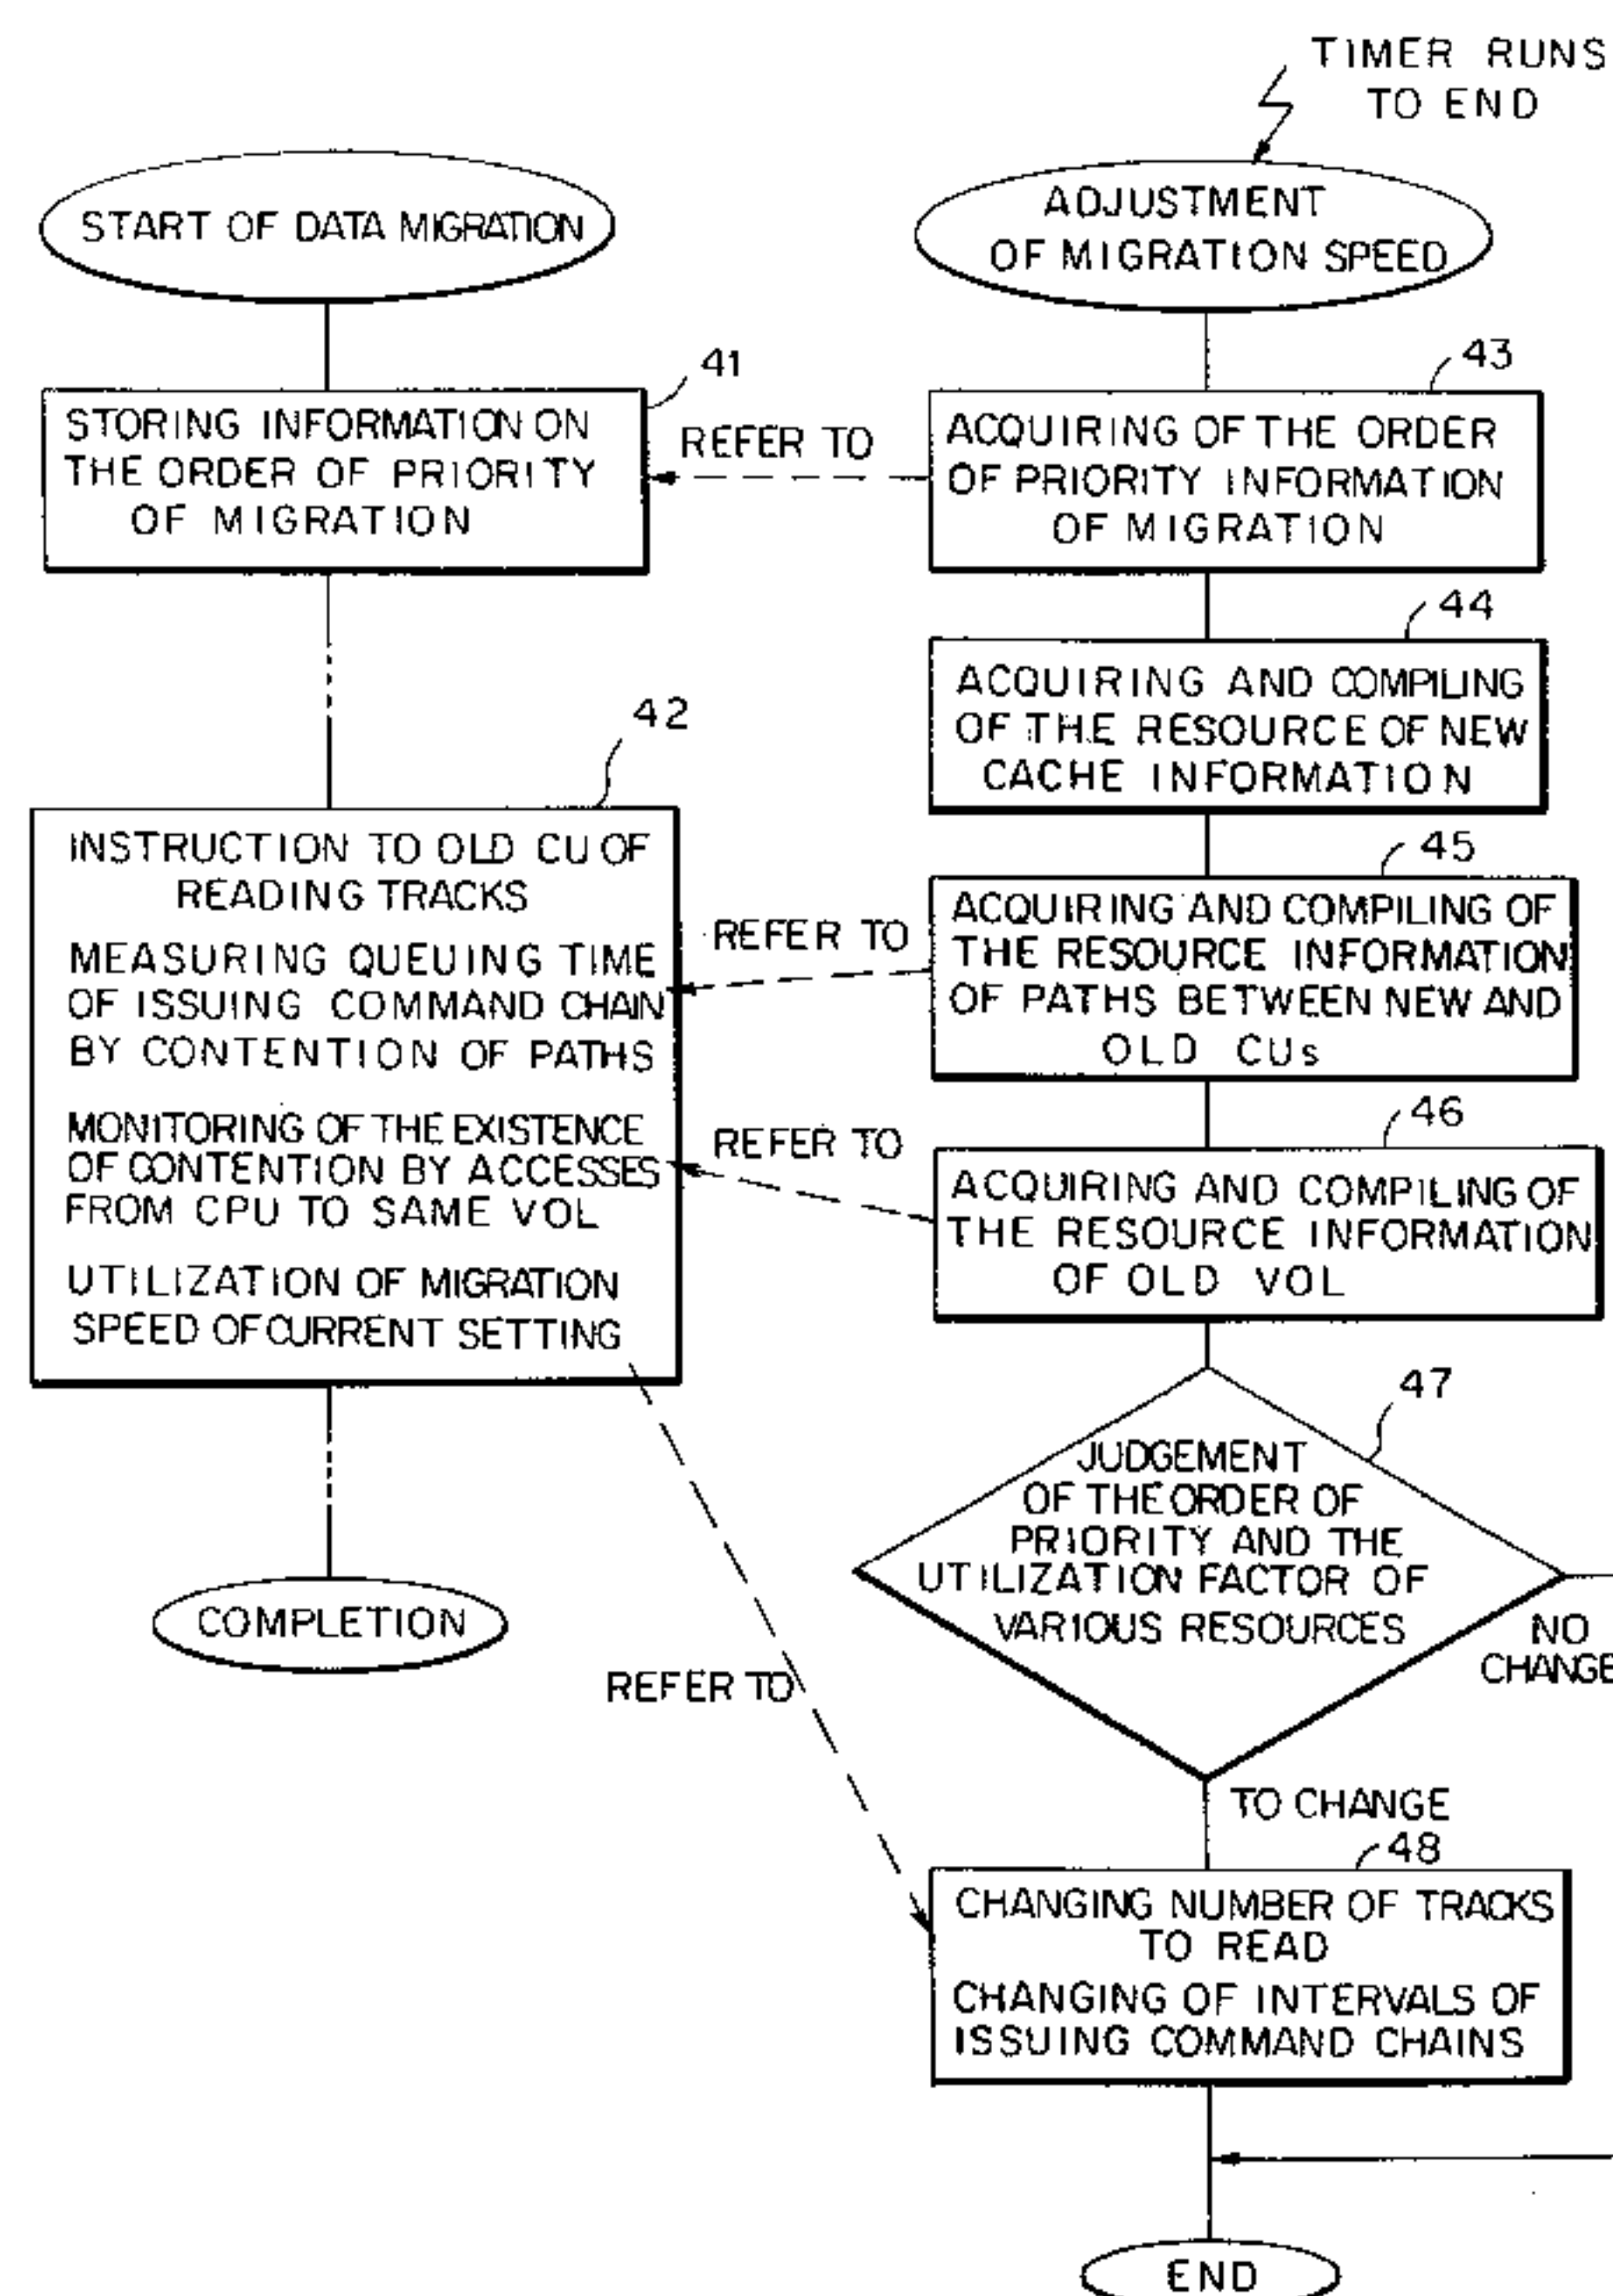 TIMER RUNS
TO END
START OF DATA MIGRATION
ADJUSTMENT
OF MIGRATION SPEED
41
STORING INFORMATION ON
THE ORDER OF PRIORITY
OF MIGRATION
REFER TO
43
ACQUIRING OF THE ORDER
OF PRIORITY INFORMATION
OF MIGRATION
44
ACQUIRING AND COMPILING
OF THE RESOURCE OF NEW
CACHE INFORMATION
42
INSTRUCTION TO OLD CU OF
READING TRACKS
MEASURING QUEUING TIME
OF ISSUING COMMAND CHAIN
BY CONTENTION OF PATHS
MONITORING OF THE EXISTENCE
OF CONTENTION BY ACCESSES
FROM CPU TO SAME VOL
UTILIZATION OF MIGRATION
SPEED OF CURRENT SETTING
REFER TO
45
ACQUIRING AND COMPILING OF
THE RESOURCE INFORMATION
OF PATHS BETWEEN NEW AND
OLD CUs
REFER TO
46
ACQUIRING AND COMPILING OF
THE RESOURCE INFORMATION
OF OLD VOL
47
JUDGEMENT
OF THE ORDER OF
PRIORITY AND THE
UTILIZATION FACTOR OF
VARIOUS RESOURCES
NO
CHANGE
COMPLETION
REFER TO
TO CHANGE
48
CHANGING NUMBER OF TRACKS
TO READ
CHANGING OF INTERVALS OF
ISSUING COMMAND CHAINS
END